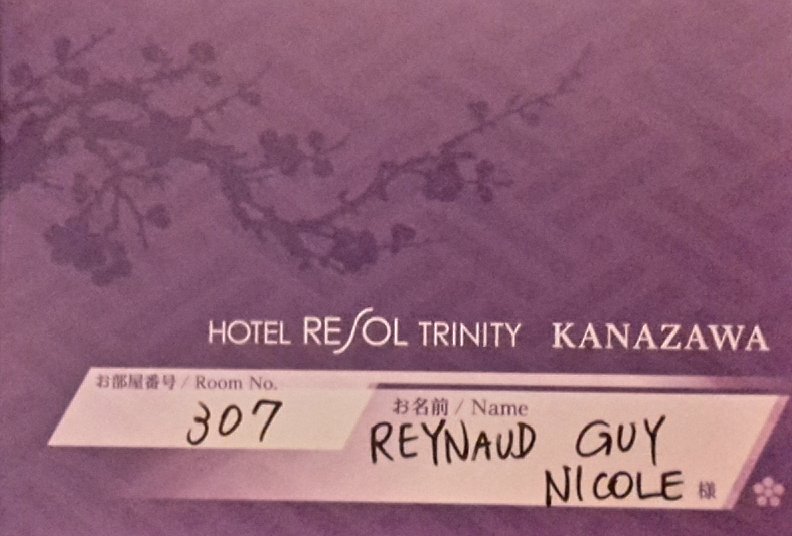 HOTEL RESOL TRINITY KANAZAWA
お部屋番号 / Room No.
307
お名前 / Name
REYNAUD GUY
NICOLE 様